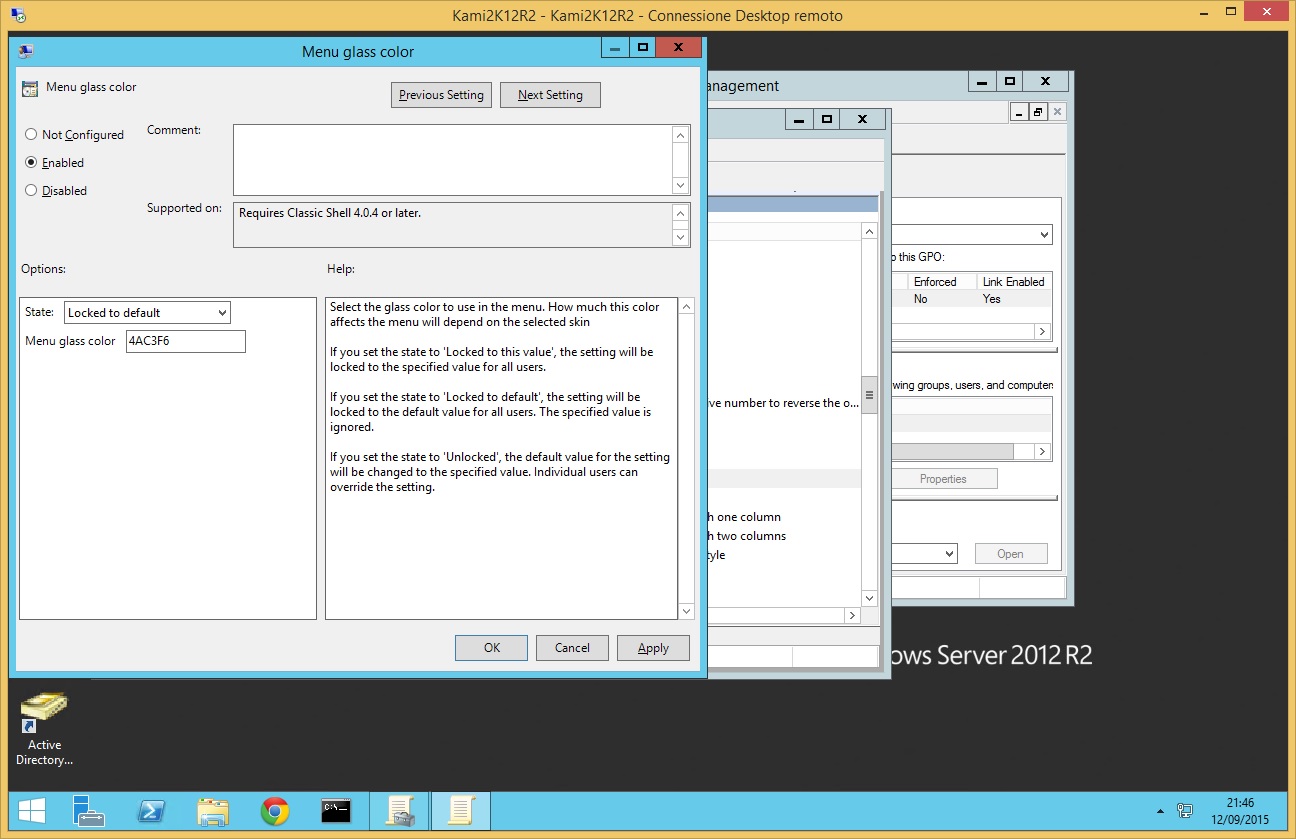 Kami2K12R2 - Kami2K12R2 - Connessione Desktop remoto
Menu glass color
Menu glass color
Previous Setting
Next Setting
Not Configured
Enabled
Disabled
Comment:
Supported on:
Requires Classic Shell 4.0.4 or later.
Options:
Help:
State:
Locked to default
Menu glass color
4AC3F6
Select the glass color to use in the menu. How much this color
affects the menu will depend on the selected skin
If you set the state to 'Locked to this value', the setting will be
locked to the specified value for all users.
If you set the state to 'Locked to default', the setting will be
locked to the default value for all users. The specified value is
ignored.
If you set the state to 'Unlocked', the default value for the setting
will be changed to the specified value. Individual users can
override the setting.
OK
Cancel
Apply
anagement
o this GPO:
Enforced
Link Enabled
No
Yes
wing groups, users, and computers
ve number to reverse the o...
Properties
h one column
h two columns
tyle
Open
ows Server 2012 R2
Active
Directory...
C:\
21:46
12/09/2015